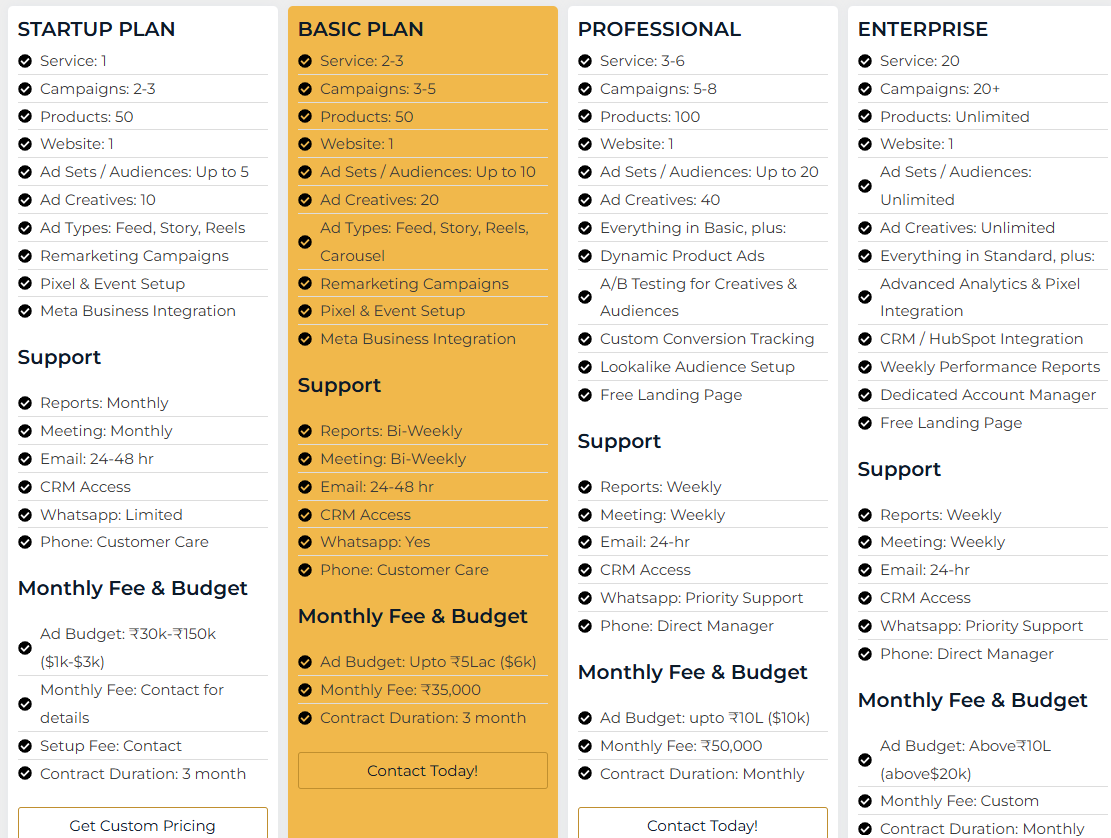 STARTUP PLAN
Service: 1
Campaigns: 2-3
Products: 50
Website: 1
Ad Sets / Audiences: Up to 5
Ad Creatives: 10
Ad Types: Feed, Story, Reels
Remarketing Campaigns
Pixel & Event Setup
Meta Business Integration
Support
Reports: Monthly
Meeting: Monthly
Email: 24-48 hr
CRM Access
Whatsapp: Limited
Phone: Customer Care
Monthly Fee & Budget
Ad Budget: ₹30k-₹150k
($1k-$3k)
Monthly Fee: Contact for
details
Setup Fee: Contact
Contract Duration: 3 month
Get Custom Pricing
BASIC PLAN
Service: 2-3
Campaigns: 3-5
Products: 50
Website: 1
Ad Sets / Audiences: Up to 10
Ad Creatives: 20
Ad Types: Feed, Story, Reels,
Carousel
Remarketing Campaigns
Pixel & Event Setup
Meta Business Integration
Support
Reports: Bi-Weekly
Meeting: Bi-Weekly
Email: 24-48 hr
CRM Access
Whatsapp: Yes
Phone: Customer Care
Monthly Fee & Budget
Ad Budget: Upto ₹5Lac ($6k)
Monthly Fee: ₹35,000
Contract Duration: 3 month
Contact Today!
PROFESSIONAL
Service: 3-6
Campaigns: 5-8
Products: 100
Website: 1
Ad Sets / Audiences: Up to 20
Ad Creatives: 40
Everything in Basic, plus:
Dynamic Product Ads
A/B Testing for Creatives &
Audiences
Custom Conversion Tracking
Lookalike Audience Setup
Free Landing Page
Support
Reports: Weekly
Meeting: Weekly
Email: 24-hr
CRM Access
Whatsapp: Priority Support
Phone: Direct Manager
Monthly Fee & Budget
Ad Budget: upto ₹10L ($10k)
Monthly Fee: ₹50,000
Contract Duration: Monthly
Contact Today!
ENTERPRISE
Service: 20
Campaigns: 20+
Products: Unlimited
Website: 1
Ad Sets / Audiences:
Unlimited
Ad Creatives: Unlimited
Everything in Standard, plus:
Advanced Analytics & Pixel
Integration
CRM / HubSpot Integration
Weekly Performance Reports
Dedicated Account Manager
Free Landing Page
Support
Reports: Weekly
Meeting: Weekly
Email: 24-hr
CRM Access
Whatsapp: Priority Support
Phone: Direct Manager
Monthly Fee & Budget
Ad Budget: Above₹10L
(above$20k)
Monthly Fee: Custom
Contract Duration: Monthly